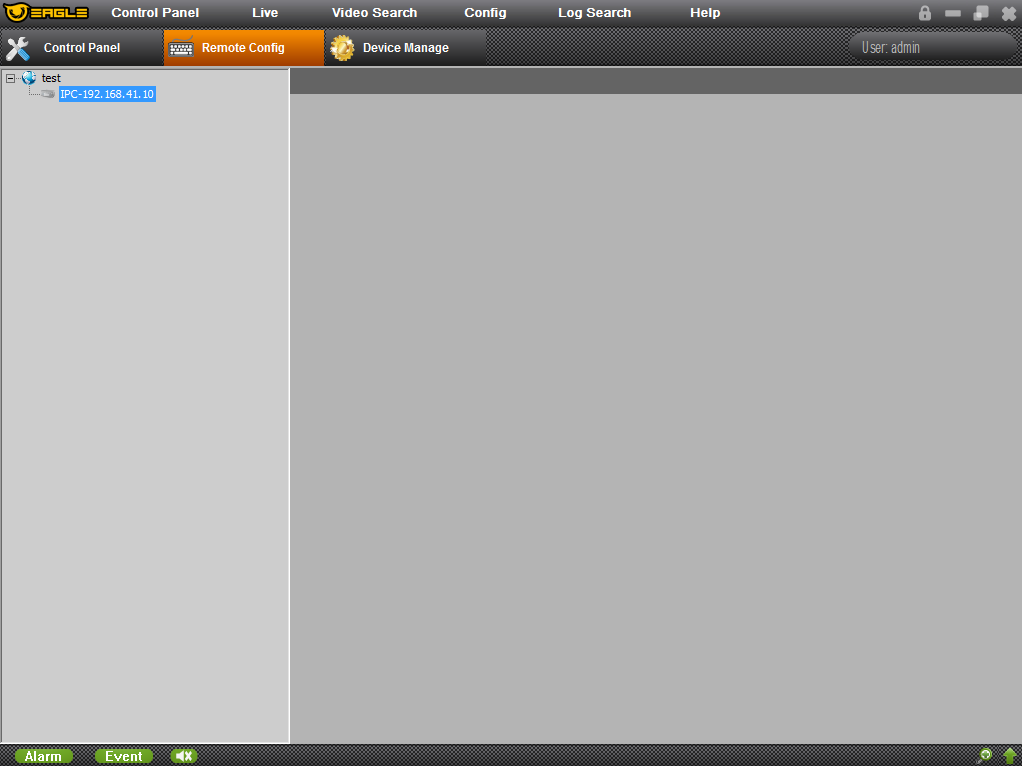 EAGLE Control Panel Live Video Search Config Log Search Help
Control Panel Remote Config Device Manage User: admin
test
IPC-192.168.41.10
Alarm Event